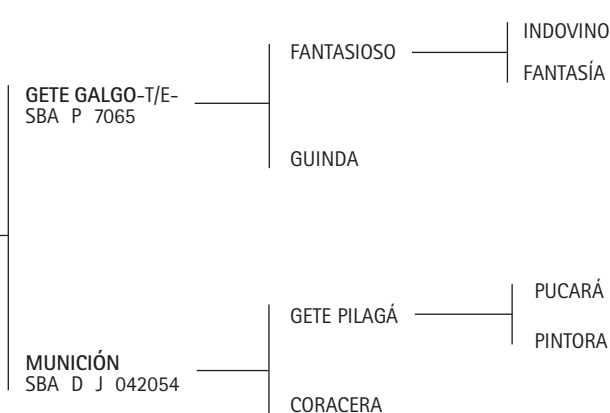 INDOVINO
FANTASIOSO
FANTASÍA
GETE GALGO-T/E-
SBA P 7065
GUINDA
PUCARÁ
GETE PILAGÁ
PINTORA
MUNICIÓN
SBA D J 042054
CORACERA